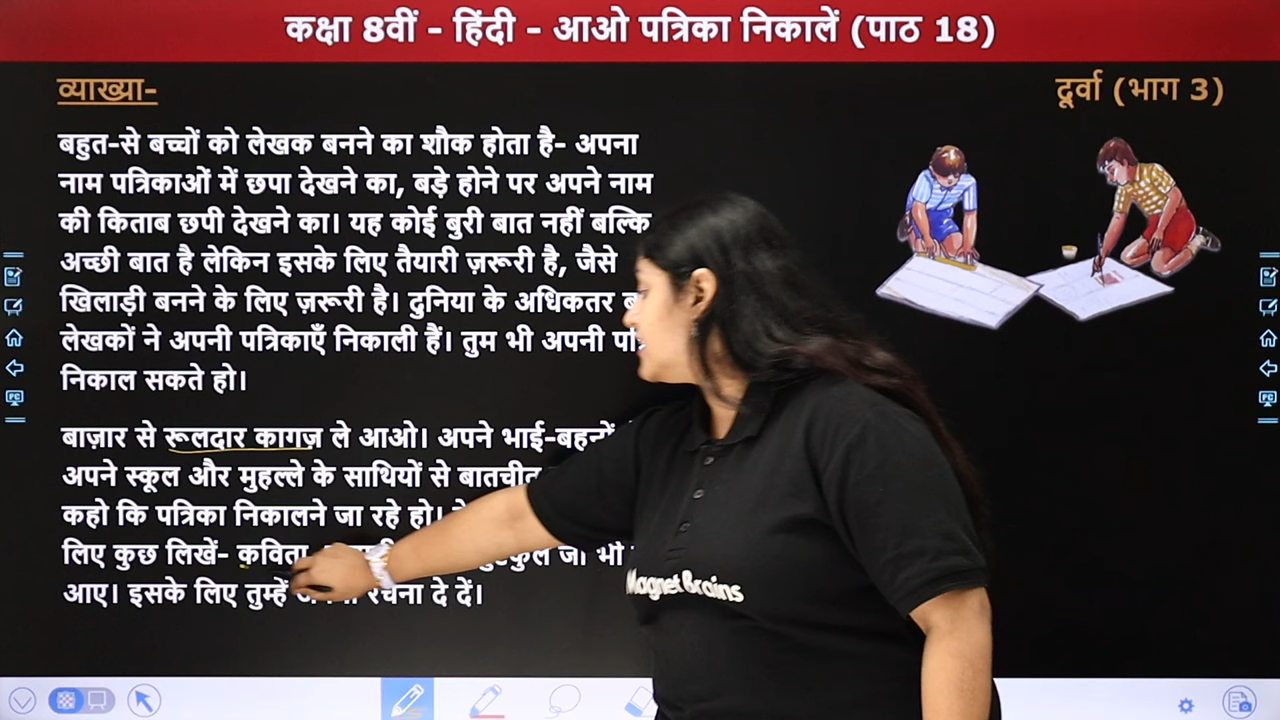 कक्षा 8वीं - हिंदी - आओ पत्रिका निकालें (पाठ 18)
व्याख्या-
दूर्वा (भाग 3)
बहुत-से बच्चों को लेखक बनने का शौक होता है- अपना
नाम पत्रिकाओं में छपा देखने का, बड़े होने पर अपने नाम
की किताब छपी देखने का। यह कोई बुरी बात नहीं बल्कि
अच्छी बात है लेकिन इसके लिए तैयारी ज़रूरी है, जैसे
खिलाड़ी बनने के लिए ज़रूरी है। दुनिया के अधिकतर
लेखकों ने अपनी पत्रिकाएँ निकाली हैं। तुम भी अपनी
निकाल सकते हो।
बाज़ार से रूलदार कागज़ ले आओ। अपने भाई-बहनों
अपने स्कूल और मुहल्ले के साथियों से बातचीत
कहो कि पत्रिका निकालने जा रहे हो।
लिए कुछ लिखें- कविता जो भी
आए। इसके लिए तुम्हें रचना दे दें।
Magnet Brains
PC
PC